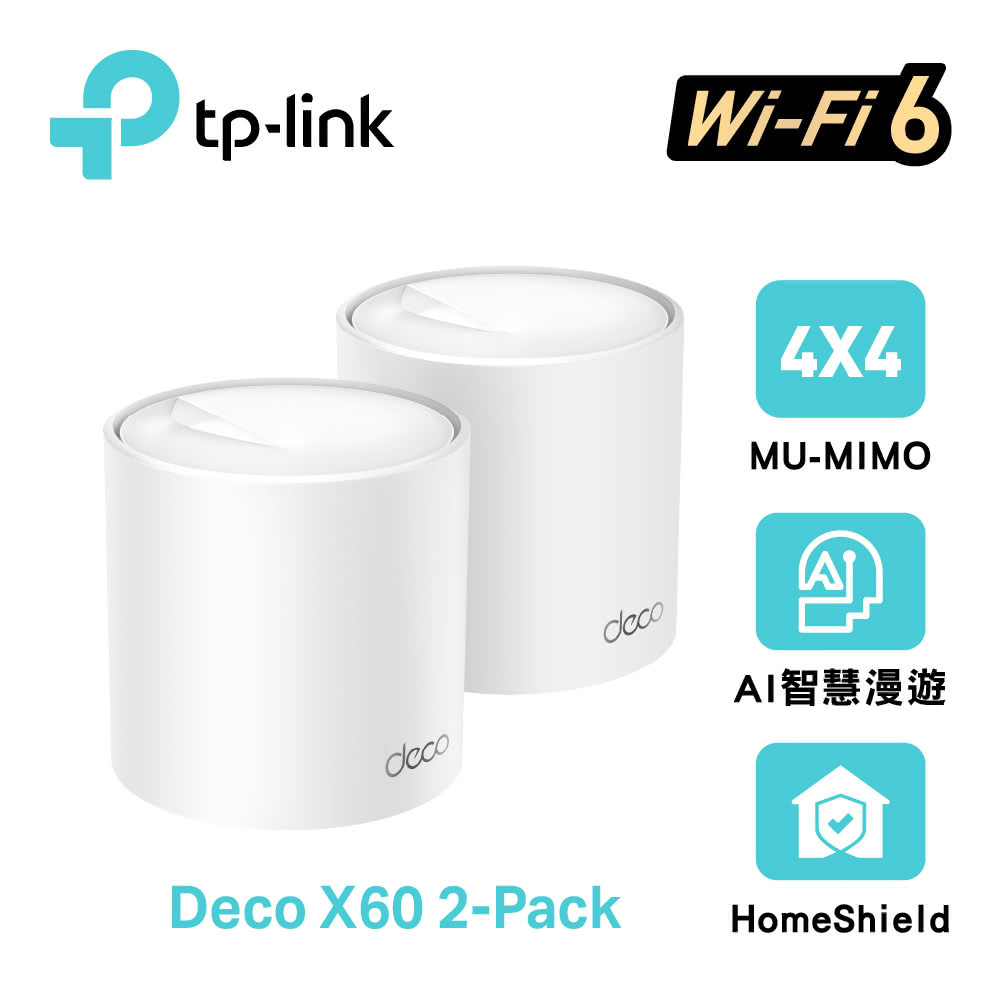 tp-link
Wi-Fi 6
4X4
MU-MIMO
AI
AI智慧漫遊
HomeShield
deco
deco
Deco X60 2-Pack